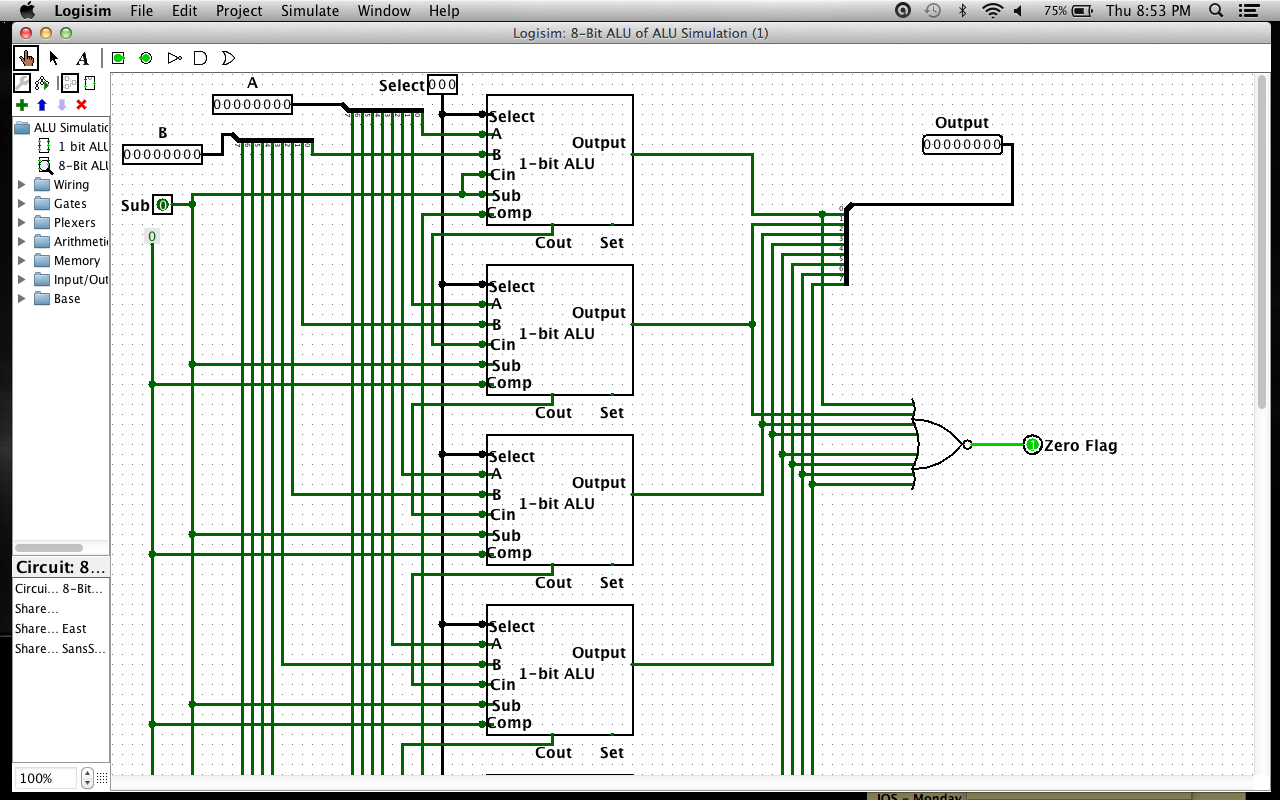 Logisim File Edit Project Simulate Window Help 75% Thu 8:53 PM
Logisim: 8-Bit ALU of ALU Simulation (1)
A
A
Select 000
00000000
B
00000000
Sub 0
0
ALU Simulatic
1 bit ALU
8-Bit ALU
Wiring
Gates
Plexers
Arithmeti
Memory
Input/Out
Base
Circuit: 8...
Circui... 8-Bit...
Share...
Share... East
Share... SansS...
100%
Select
A
B
Cin
Sub
Comp
Output
1-bit ALU
Cout Set
Select
A
B
Cin
Sub
Comp
Output
1-bit ALU
Cout Set
Select
A
B
Cin
Sub
Comp
Output
1-bit ALU
Cout Set
Select
A
B
Cin
Sub
Comp
Output
1-bit ALU
Cout Set
Output
00000000
1 Zero Flag
IOS - Monday